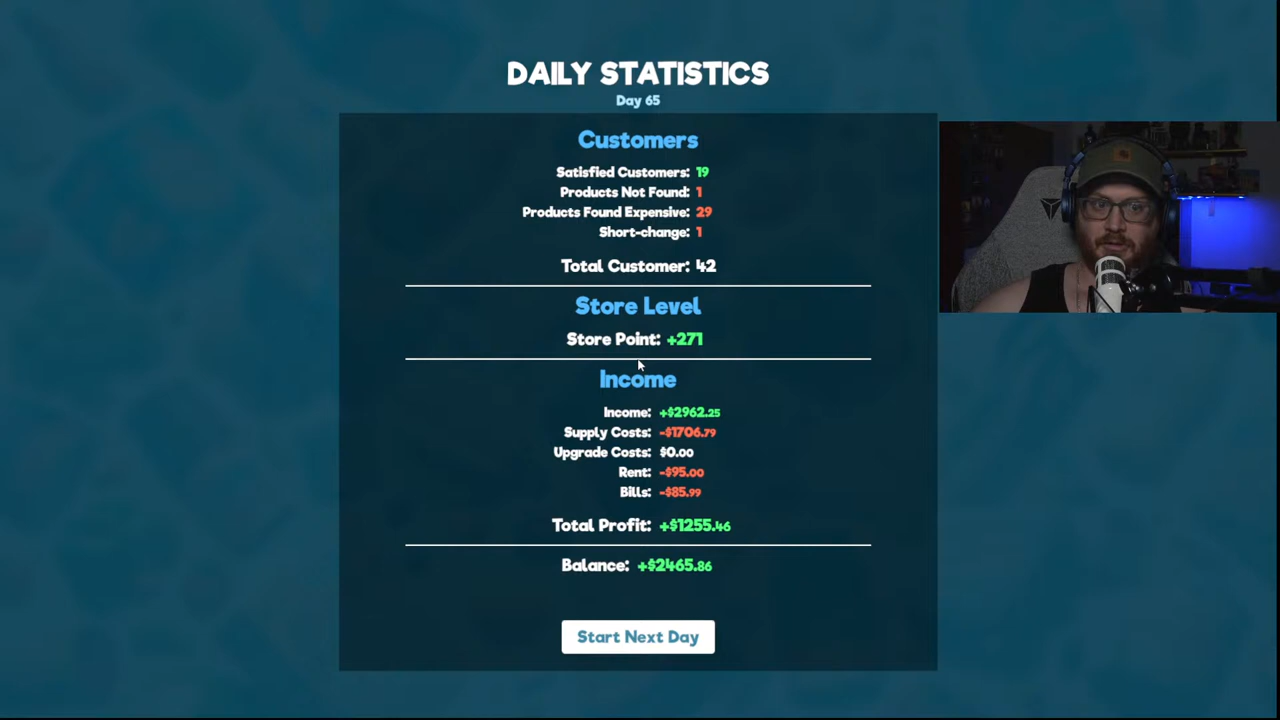 DAILY STATISTICS
Day 65
Customers
Satisfied Customers: 19
Products Not Found: 1
Products Found Expensive: 29
Short-change: 1
Total Customer: 42
Store Level
Store Point: +271
Income
Income: +$2962.25
Supply Costs: -$1706.79
Upgrade Costs: $0.00
Rent: -$95.00
Bills: -$85.99
Total Profit: +$1255.46
Balance: +$2465.86
Start Next Day